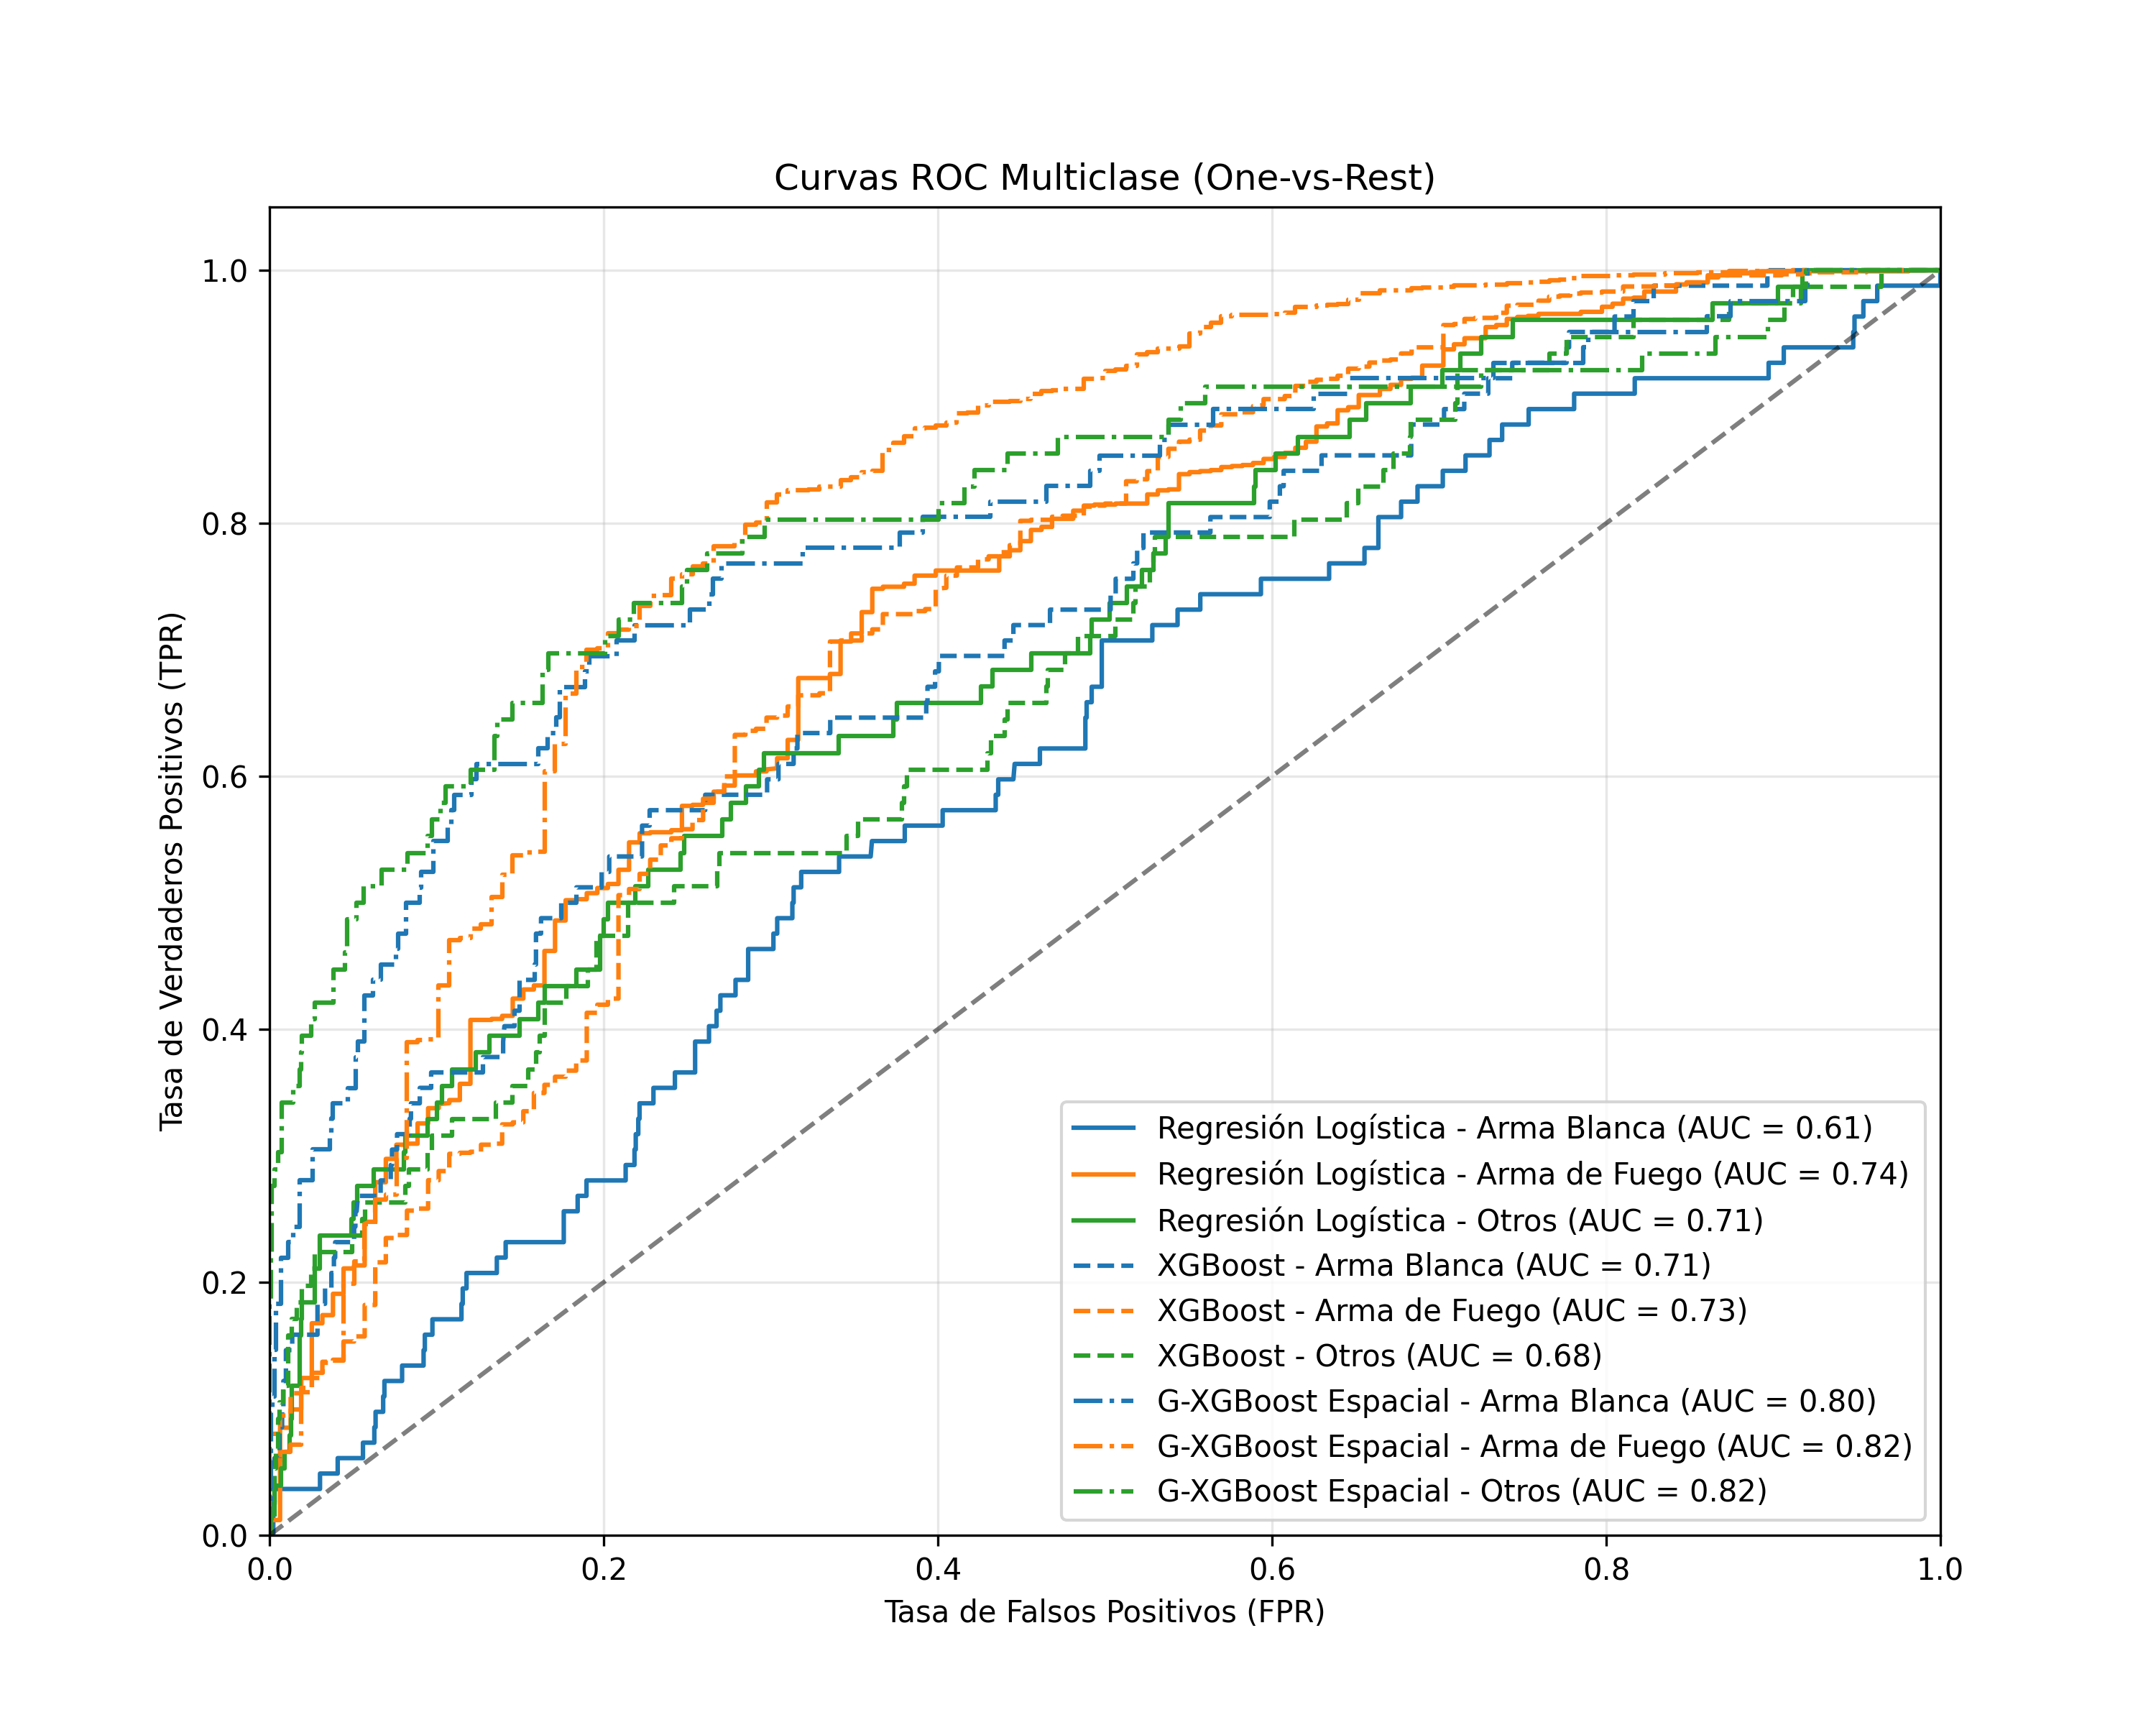 Curvas ROC Multiclase (One-vs-Rest)
1.0
0.8
0.6
0.4
0.2
0.0
Tasa de Verdaderos Positivos (TPR)
Regresión Logística - Arma Blanca (AUC = 0.61)
Regresión Logística - Arma de Fuego (AUC = 0.74)
Regresión Logística - Otros (AUC = 0.71)
XGBoost - Arma Blanca (AUC = 0.71)
XGBoost - Arma de Fuego (AUC = 0.73)
XGBoost - Otros (AUC = 0.68)
G-XGBoost Espacial - Arma Blanca (AUC = 0.80)
G-XGBoost Espacial - Arma de Fuego (AUC = 0.82)
G-XGBoost Espacial - Otros (AUC = 0.82)
0.0 0.2 0.4 0.6 0.8 1.0
Tasa de Falsos Positivos (FPR)